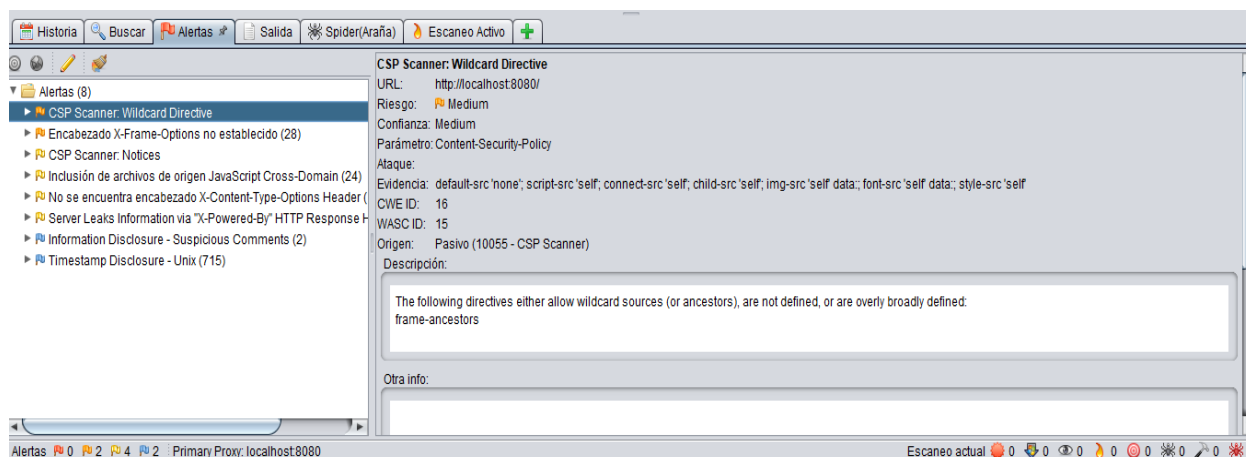 Historia Buscar Alertas Salida Spider(Araña) Escaneo Activo
Alertas (8)
CSP Scanner: Wildcard Directive
Encabezado X-Frame-Options no establecido (28)
CSP Scanner: Notices
Inclusión de archivos de origen JavaScript Cross-Domain (24)
No se encuentra encabezado X-Content-Type-Options Header (
Server Leaks Information via "X-Powered-By" HTTP Response H
Information Disclosure - Suspicious Comments (2)
Timestamp Disclosure - Unix (715)
CSP Scanner: Wildcard Directive
URL: http://localhost:8080/
Riesgo: Medium
Confianza: Medium
Parámetro: Content-Security-Policy
Ataque:
Evidencia: default-src 'none'; script-src 'self'; connect-src 'self'; child-src 'self'; img-src 'self' data:; font-src 'self' data:; style-src 'self'
CWE ID: 16
WASC ID: 15
Origen: Pasivo (10055 - CSP Scanner)
Descripción:
The following directives either allow wildcard sources (or ancestors), are not defined, or are overly broadly defined:
frame-ancestors
Otra info:
Alertas 0 2 4 2 Primary Proxy: localhost:8080 Escaneo actual 0 0 0 0 0 0 0